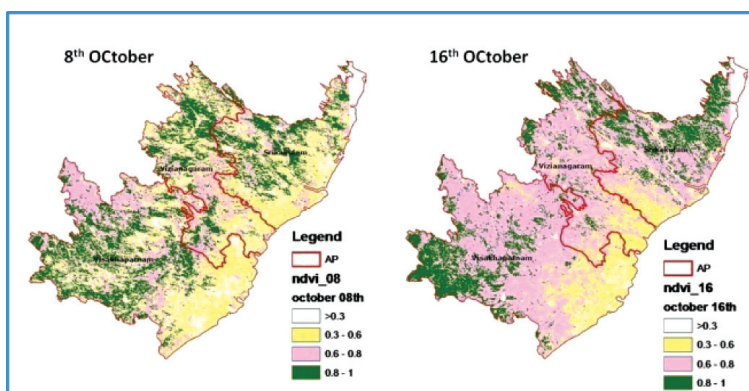 8th OCtober
Srikakulam
Vizianagaram
Visakhapatnam
Legend
AP
ndvi_08
october 08th
>0.3
0.3 - 0.6
0.6 - 0.8
0.8 - 1
16th OCtober
Srikakulam
Vizianagaram
Visakhapatnam
Legend
AP
ndvi_16
october 16th
>0.3
0.3 - 0.6
0.6 - 0.8
0.8 - 1